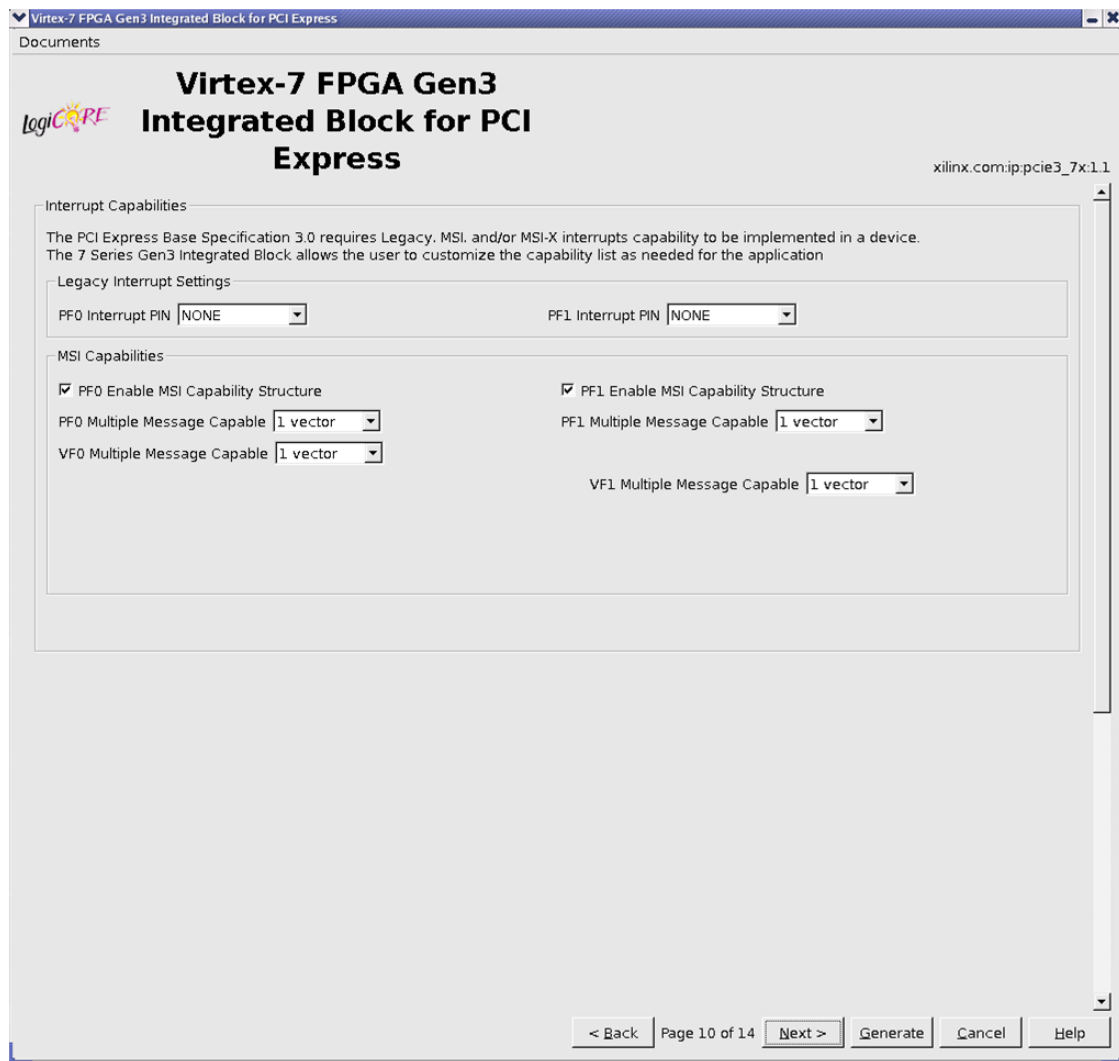 Virtex-7 FPGA Gen3 Integrated Block for PCI Express
Documents
logiCORE
Virtex-7 FPGA Gen3
Integrated Block for PCI
Express
xilinx.com:ip:pcie3_7x:1.1
Interrupt Capabilities
The PCI Express Base Specification 3.0 requires Legacy, MSI. and/or MSI-X interrupts capability to be implemented in a device.
The 7 Series Gen3 Integrated Block allows the user to customize the capability list as needed for the application
Legacy Interrupt Settings
PF0 Interrupt PIN NONE PF1 Interrupt PIN NONE
MSI Capabilities
PF0 Enable MSI Capability Structure PF1 Enable MSI Capability Structure
PF0 Multiple Message Capable 1 vector PF1 Multiple Message Capable 1 vector
VF0 Multiple Message Capable 1 vector
VF1 Multiple Message Capable 1 vector
< Back Page 10 of 14 Next > Generate Cancel Help